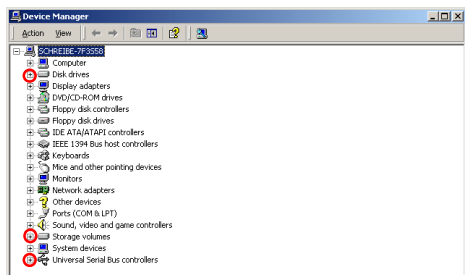 Device Manager
Action View
SCHREIBE-7F3S58
Computer
Disk drives
Display adapters
DVD/CD-ROM drives
Floppy disk controllers
Floppy disk drives
IDE ATA/ATAPI controllers
IEEE 1394 Bus host controllers
Keyboards
Mice and other pointing devices
Monitors
Network adapters
Other devices
Ports (COM & LPT)
Sound, video and game controllers
Storage volumes
System devices
Universal Serial Bus controllers